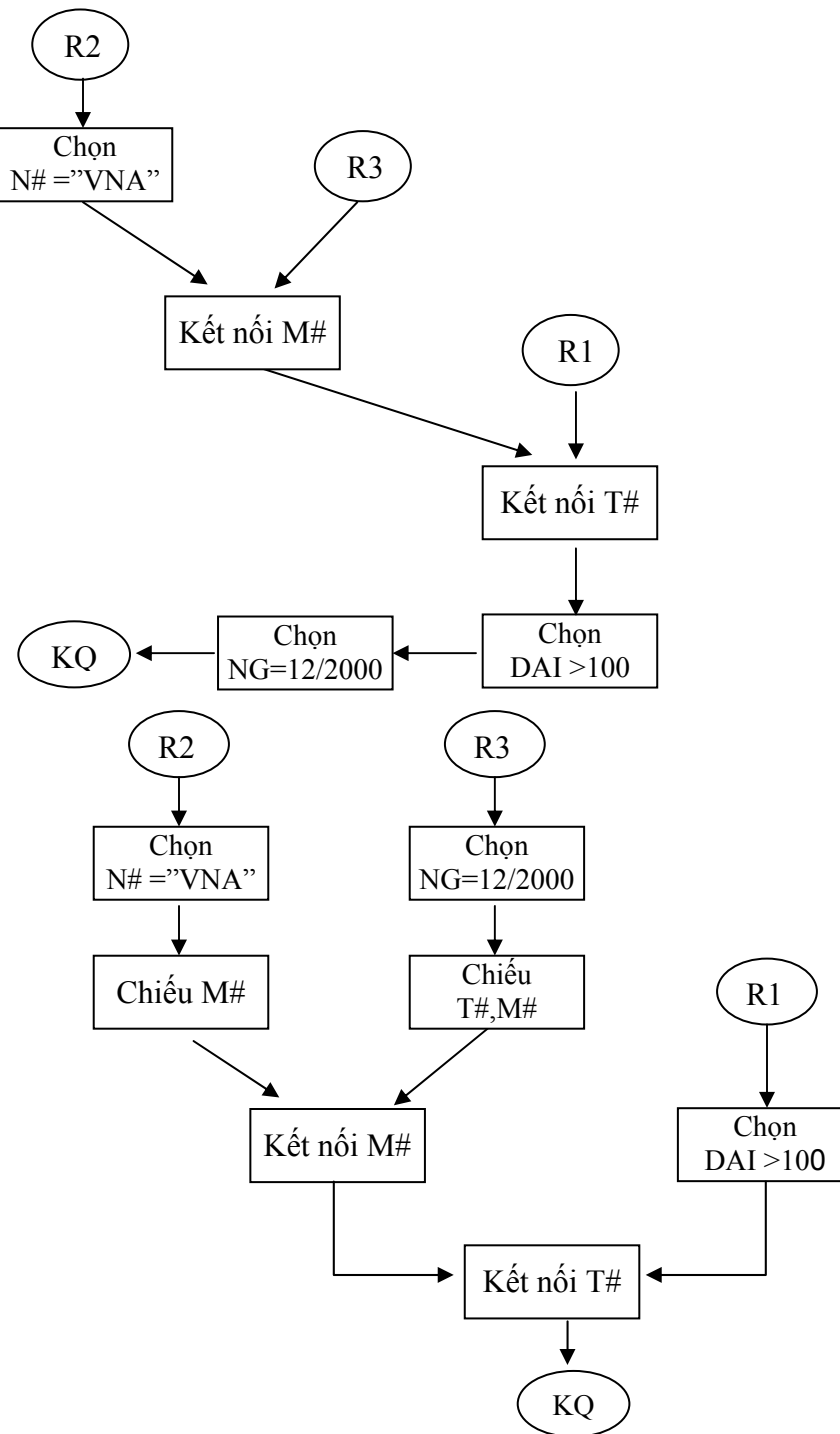 R2
Chọn
N# =”VNA”
R3
Kết nối M#
R1
Kết nối T#
Chọn
DAI >100
Chọn
NG=12/2000
KQ
R2
R3
Chọn
N# =”VNA”
Chọn
NG=12/2000
Chiếu M#
Chiếu
T#,M#
R1
Kết nối M#
Chọn
DAI >100
Kết nối T#
KQ